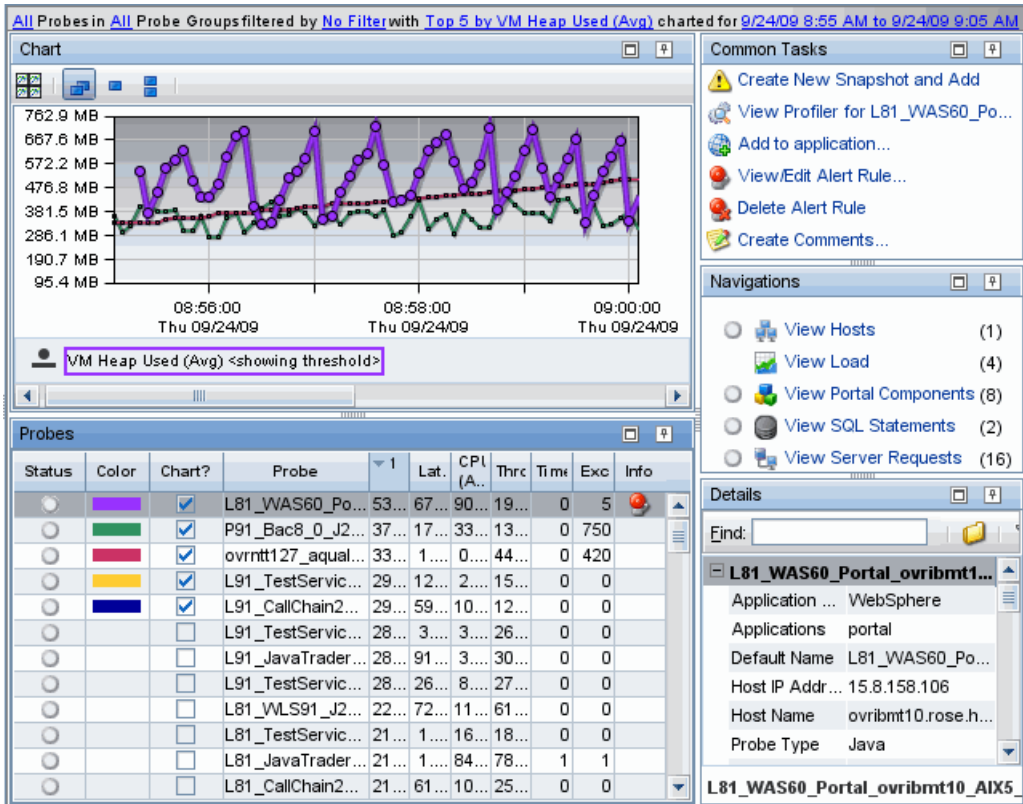 All Probes in All Probe Groups filtered by No Filter with Top 5 by VM Heap Used (Avg) charted for 9/24/09 8:55 AM to 9/24/09 9:05 AM
Chart
762.9 MB
667.6 MB
572.2 MB
476.8 MB
381.5 MB
286.1 MB
190.7 MB
95.4 MB
08:56:00 08:58:00 09:00:00
Thu 09/24/09 Thu 09/24/09 Thu 09/24/09
VM Heap Used (Avg) <showing threshold>
Probes
Status Color Chart? Probe 1 Lat. CPU (A.. Thrc Time Exc Info
L81_WAS60_Po... 53... 67... 90... 19... 0 5
P91_Bac8_0_J2... 37... 17... 33... 13... 0 750
ovrntt127_aqual... 33... 1.... 0.... 44... 0 420
L91_TestServic... 29... 12... 2... 15... 0 0
L91_CallChain2... 29... 59... 10... 12... 0 0
L91_TestServic... 28... 3.... 3... 26... 0 0
L91_JavaTrader... 28... 91... 3.... 30... 0 0
L91_TestServic... 28... 26... 8.... 27... 0 0
L81_WLS91_J2... 22... 72... 11... 61... 0 0
L81_TestServic... 21... 1.... 16... 18... 0 0
L81_JavaTrader... 21... 1.... 84... 78... 1 1
L81_CallChain2... 21... 61... 10... 25... 0 0
Common Tasks
Create New Snapshot and Add
View Profiler for L81_WAS60_Po...
Add to application...
View/Edit Alert Rule...
Delete Alert Rule
Create Comments...
Navigations
View Hosts (1)
View Load (4)
View Portal Components (8)
View SQL Statements (2)
View Server Requests (16)
Details
Find:
L81_WAS60_Portal_ovribmt1...
Application ... WebSphere
Applications portal
Default Name L81_WAS60_Po...
Host IP Addr... 15.8.158.106
Host Name ovribmt10.rose.h...
Probe Type Java
L81_WAS60_Portal_ovribmt10_AIX5_